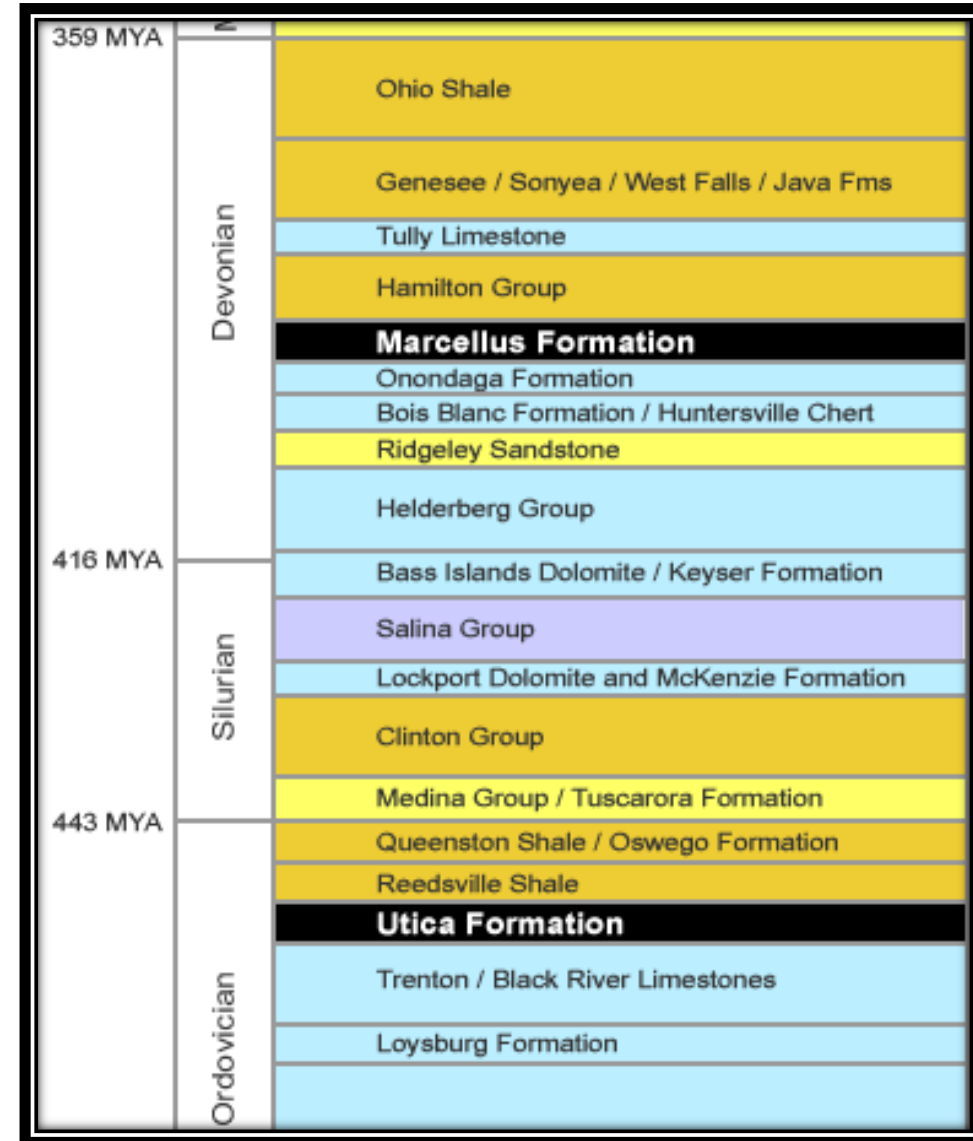 359 MYA
Ohio Shale
Genesee / Sonyea / West Falls / Java Fms
Tully Limestone
Hamilton Group
Devonian
Marcellus Formation
Onondaga Formation
Bois Blanc Formation / Huntersville Chert
Ridgeley Sandstone
Helderberg Group
416 MYA
Bass Islands Dolomite / Keyser Formation
Salina Group
Silurian
Lockport Dolomite and McKenzie Formation
Clinton Group
Medina Group / Tuscarora Formation
443 MYA
Queenston Shale / Oswego Formation
Reedsville Shale
Utica Formation
Trenton / Black River Limestones
Ordovician
Loysburg Formation